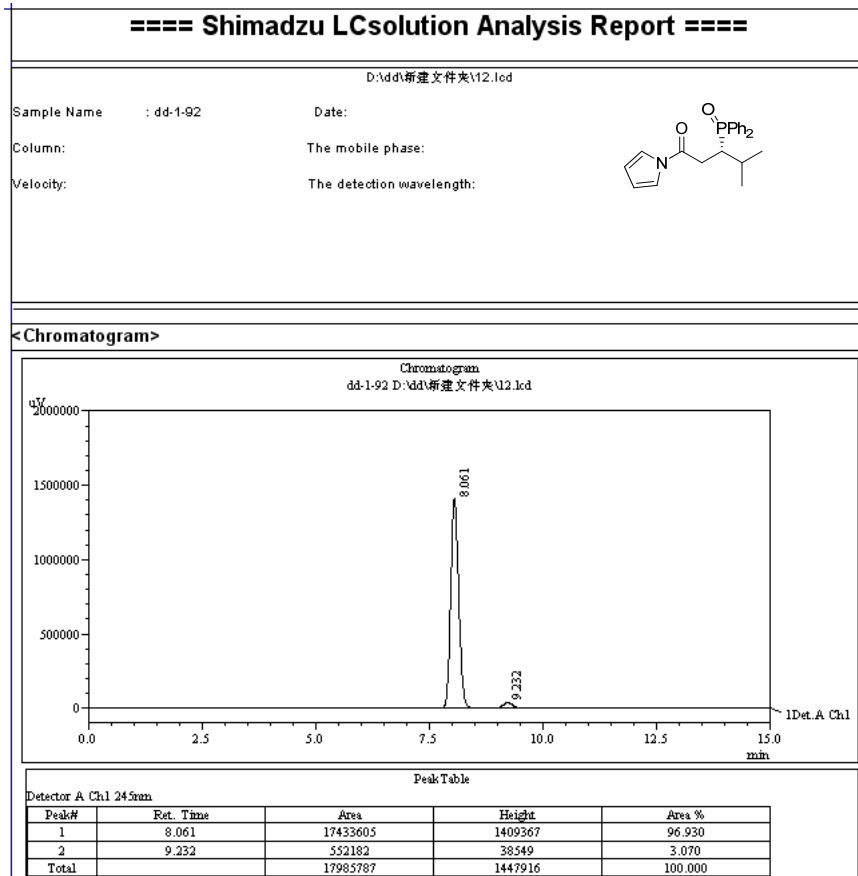 ==== Shimadzu LCsolution Analysis Report ====
D:\dd\新建文件夹\12.lcd
Sample Name : dd-1-92 Date:
Column: The mobile phase:
Velocity: The detection wavelength:
O
O
PPh2
N
<Chromatogram>
Chromatogram
dd-1-92 D:\dd\新建文件夹\12.lcd
uV
2000000
1500000
1000000
500000
0
8.061
9.232
1Det.A Ch1
0.0 2.5 5.0 7.5 10.0 12.5 15.0
min
PeakTable
Detector A Ch1 245nm
Peak# Ret. Time Area Height Area %
1 8.061 17433605 1409367 96.930
2 9.232 552182 38549 3.070
Total 17985787 1447916 100.000